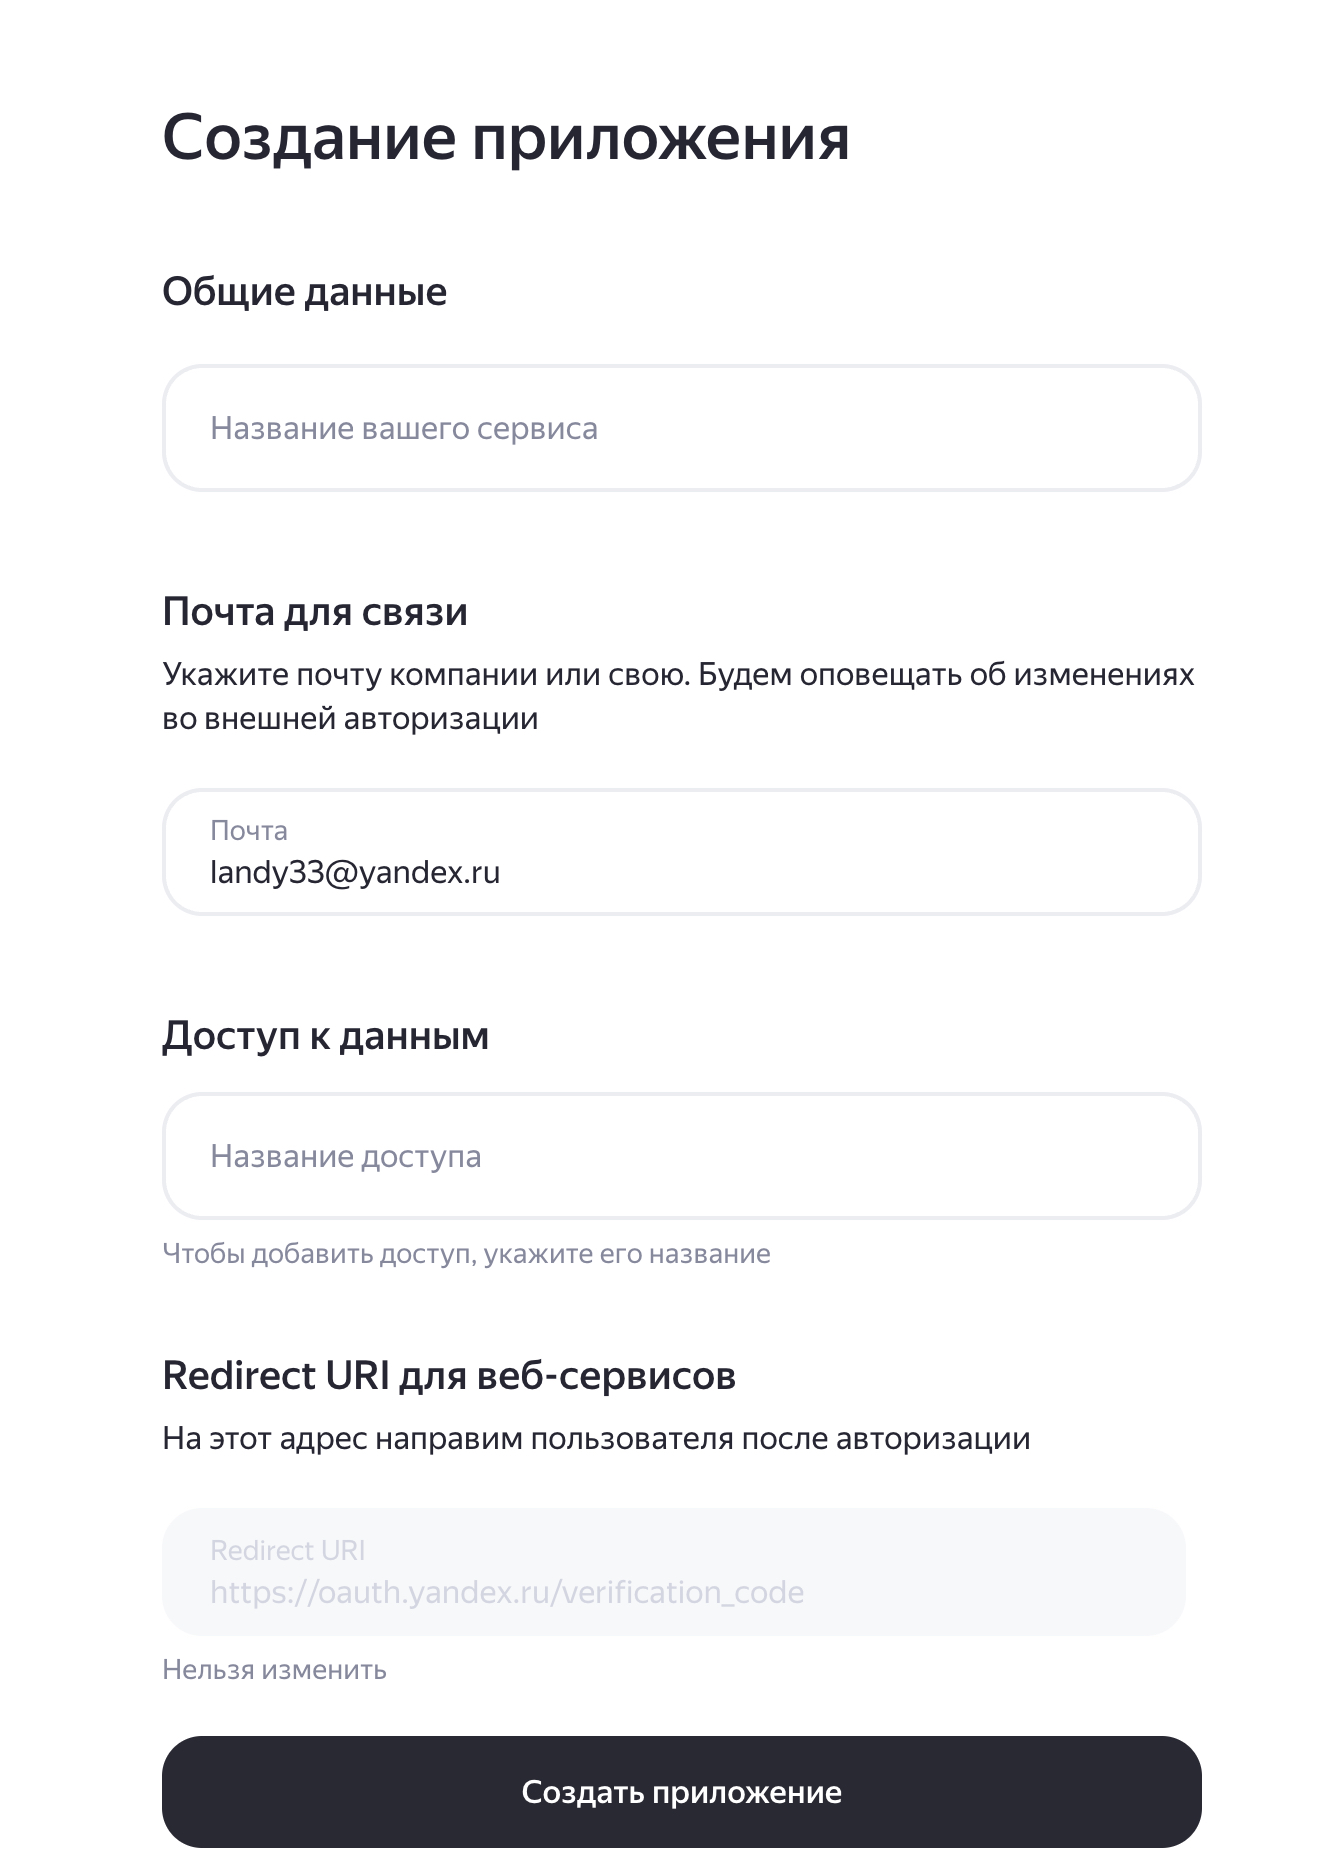 Создание приложения
Общие данные
Название вашего сервиса
Почта для связи
Укажите почту компании или свою. Будем оповещать об изменениях
во внешней авторизации
Почта
landy33@yandex.ru
Доступ к данным
Название доступа
Чтобы добавить доступ, укажите его название
Redirect URI для веб-сервисов
На этот адрес направим пользователя после авторизации
Redirect URI
https://oauth.yandex.ru/verification_code
Нельзя изменить
Создать приложение